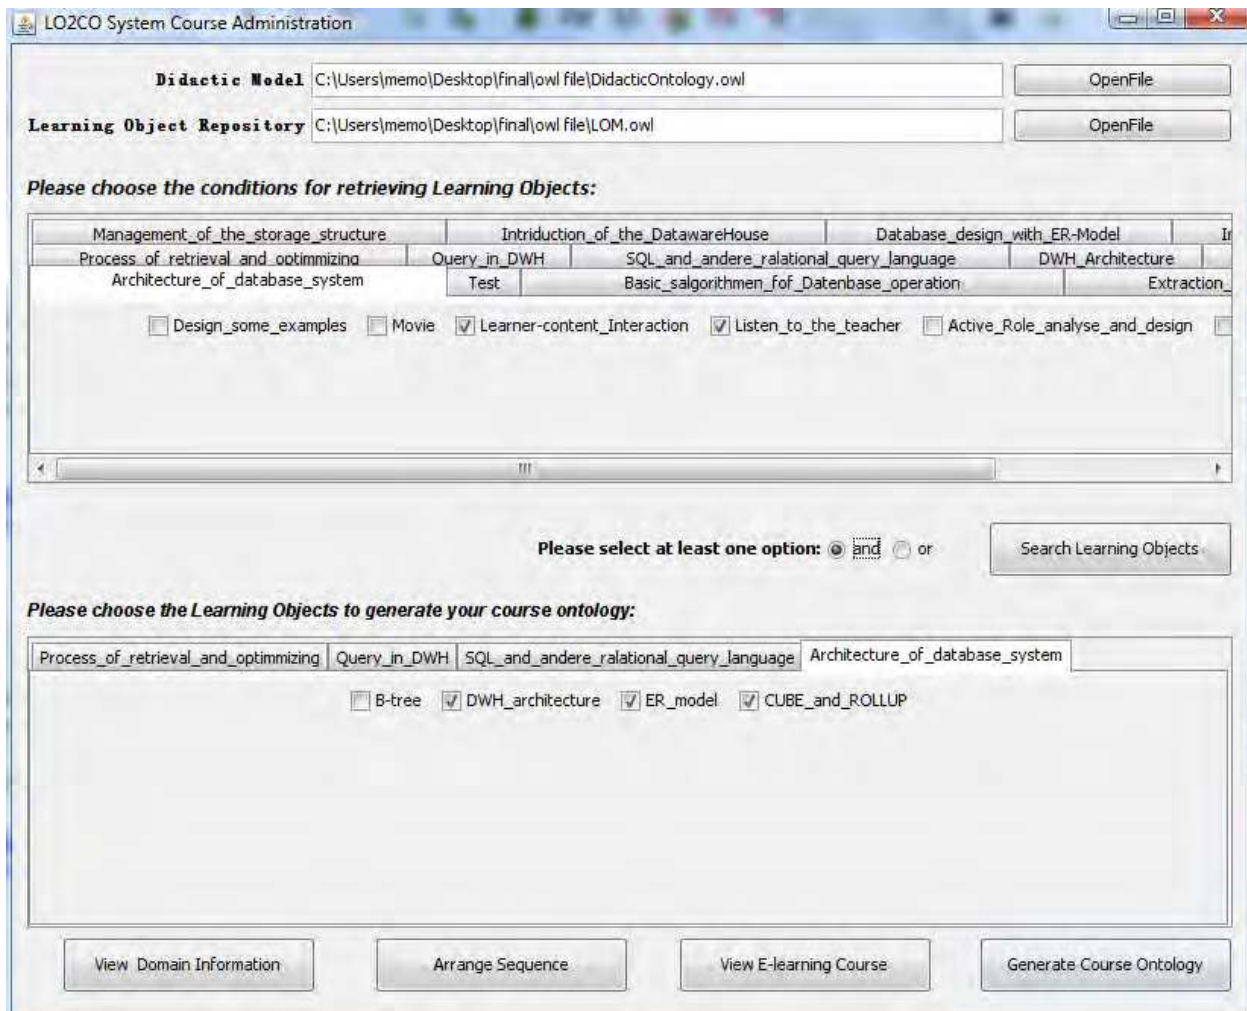 LO2CO System Course Administration
Didactic Model C:\Users\memo\Desktop\final\owl file\DidacticOntology.owl OpenFile
Learning Object Repository C:\Users\memo\Desktop\final\owl file\LOM.owl OpenFile
Please choose the conditions for retrieving Learning Objects:
Management_of_the_storage_structure Intriduction_of_the_DatawareHouse Database_design_with_ER-Model
Process_of_retrieval_and_optimmizing Query_in_DWH SQL_and_andere_ralational_query_language DWH_Architecture
Architecture_of_database_system Test Basic_salgorithmen_fof_Datenbase_operation Extraction_
Design_some_examples Movie Learner-content_Interaction Listen_to_the_teacher Active_Role_analyse_and_design
Please select at least one option: and or Search Learning Objects
Please choose the Learning Objects to generate your course ontology:
Process_of_retrieval_and_optimmizing Query_in_DWH SQL_and_andere_ralational_query_language Architecture_of_database_system
B-tree DWH_architecture ER_model CUBE_and_ROLLUP
View Domain Information Arrange Sequence View E-learning Course Generate Course Ontology